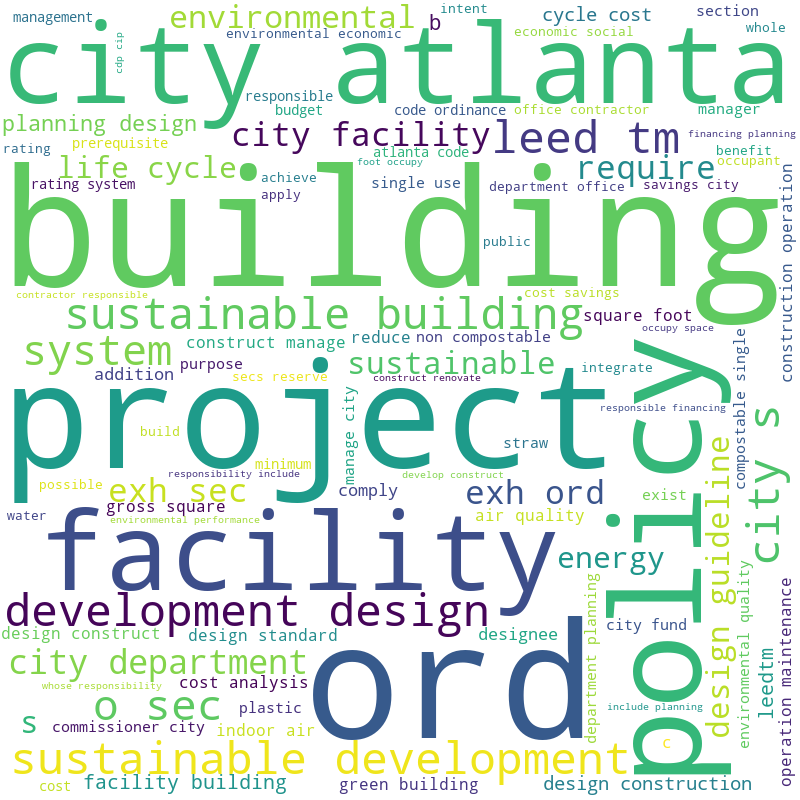 management
intent
cycle cost
section
environmental
b
city atlanta
environmental economic
economic social
whole
cdp cip
responsible
budget
code ordinance
office contractor
manager
planning design
prerequisite
city facility
leed tm
financing planning
rating
life cycle
atlanta code
foot occupy
require
benefit
occupant
rating system
achieve
apply
single use
department office
savings city
construction operation
building
public
contractor responsible
cost savings
sustainable building
square foot
occupy space
system
construct manage
reduce
non compostable
compostable single
addition
purpose
sustainable
integrate
secs reserve
construct renovate
manage city
project
policy
responsible financing
city s
build
straw
minimum
design guideline
possible
responsibility include
develop construct
exh sec
comply
exh ord
exist
water
gross square
environmental performance
air quality
facility
energy
environmental quality
operation maintenance
development design
department planning
city fund
design construct
design standard
designee
leedtm
city department
ord
whose responsibility
cost analysis
o sec
plastic
include planning
s
commissioner city
indoor air
c
sustainable development
cost
facility building
green building
design construction